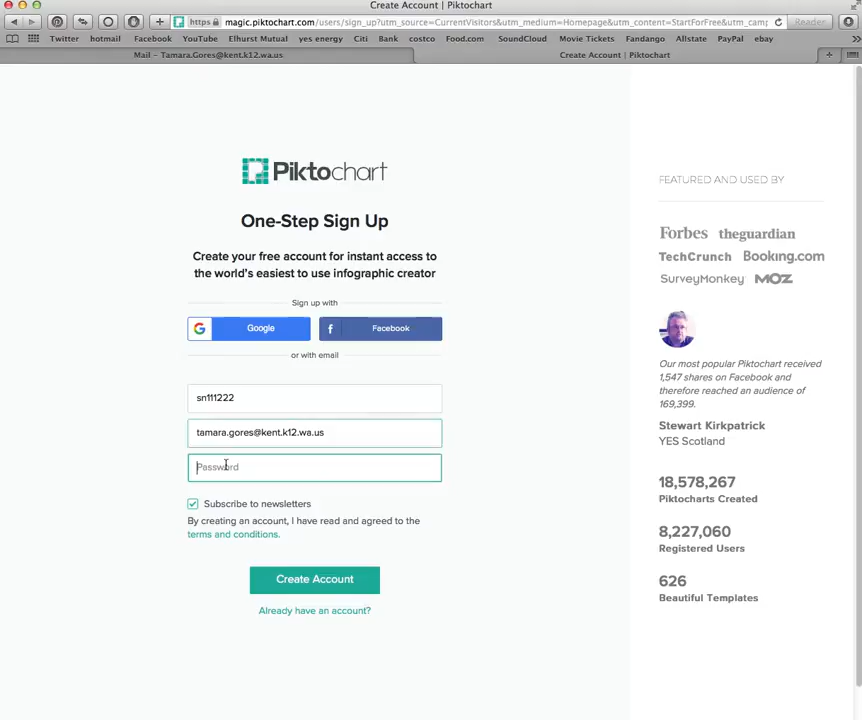 Create Account | Piktochart
https magic.piktochart.com/users/sign_up?utm_source=CurrentVisitors&utm_medium=Homepage&utm_content=StartForFree&utm_camp
Reader
Twitter hotmail Facebook YouTube Elhurst Mutual yes energy Citi Bank costco Food.com SoundCloud Movie Tickets Fandango Allstate PayPal ebay
Mail - Tamara.Gores@kent.k12.wa.us
Create Account | Piktochart
Piktochart
One-Step Sign Up
Create your free account for instant access to
the world's easiest to use infographic creator
Sign up with
Google
Facebook
or with email
sn111222
tamara.gores@kent.k12.wa.us
Password
Subscribe to newsletters
By creating an account, I have read and agreed to the
terms and conditions.
Create Account
Already have an account?
FEATURED AND USED BY
Forbes theguardian
TechCrunch Booking.com
SurveyMonkey MOZ
Our most popular Piktochart received
1,547 shares on Facebook and
therefore reached an audience of
169,399.
Stewart Kirkpatrick
YES Scotland
18,578,267
Piktocharts Created
8,227,060
Registered Users
626
Beautiful Templates